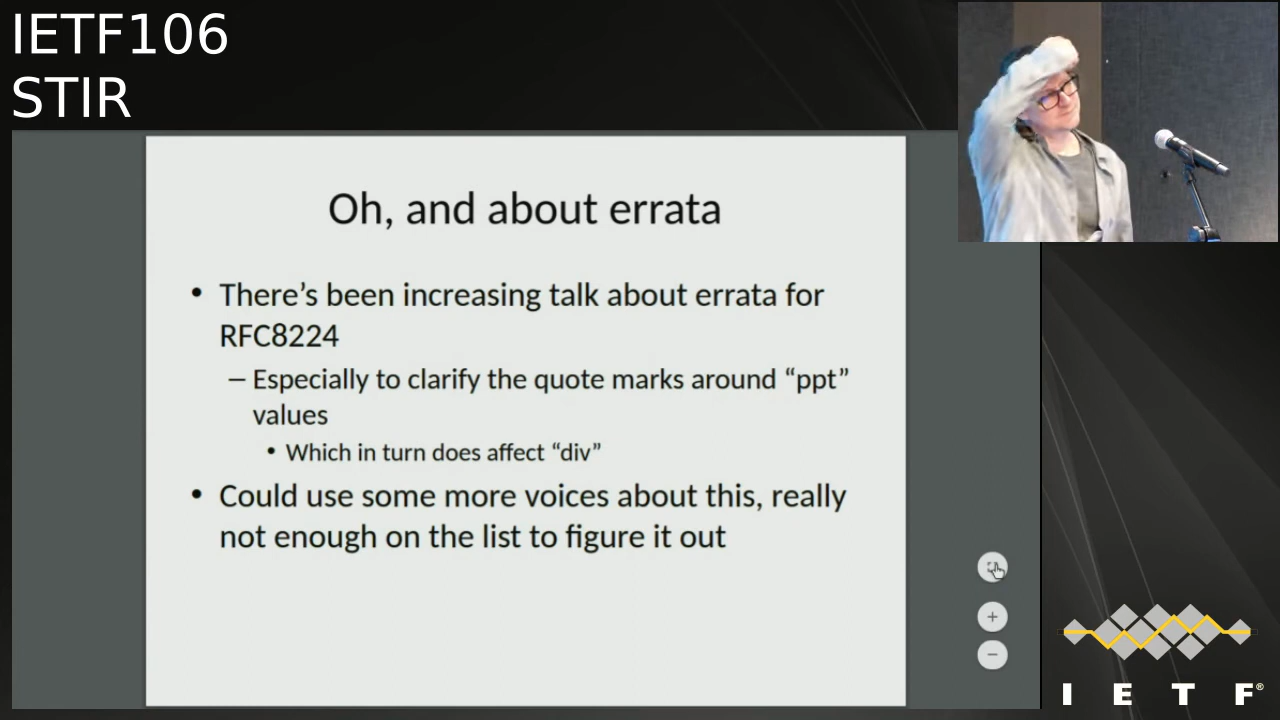 IETF106
STIR
Oh, and about errata
• There’s been increasing talk about errata for
RFC8224
– Especially to clarify the quote marks around “ppt”
values
• Which in turn does affect “div”
• Could use some more voices about this, really
not enough on the list to figure it out
I E T F®